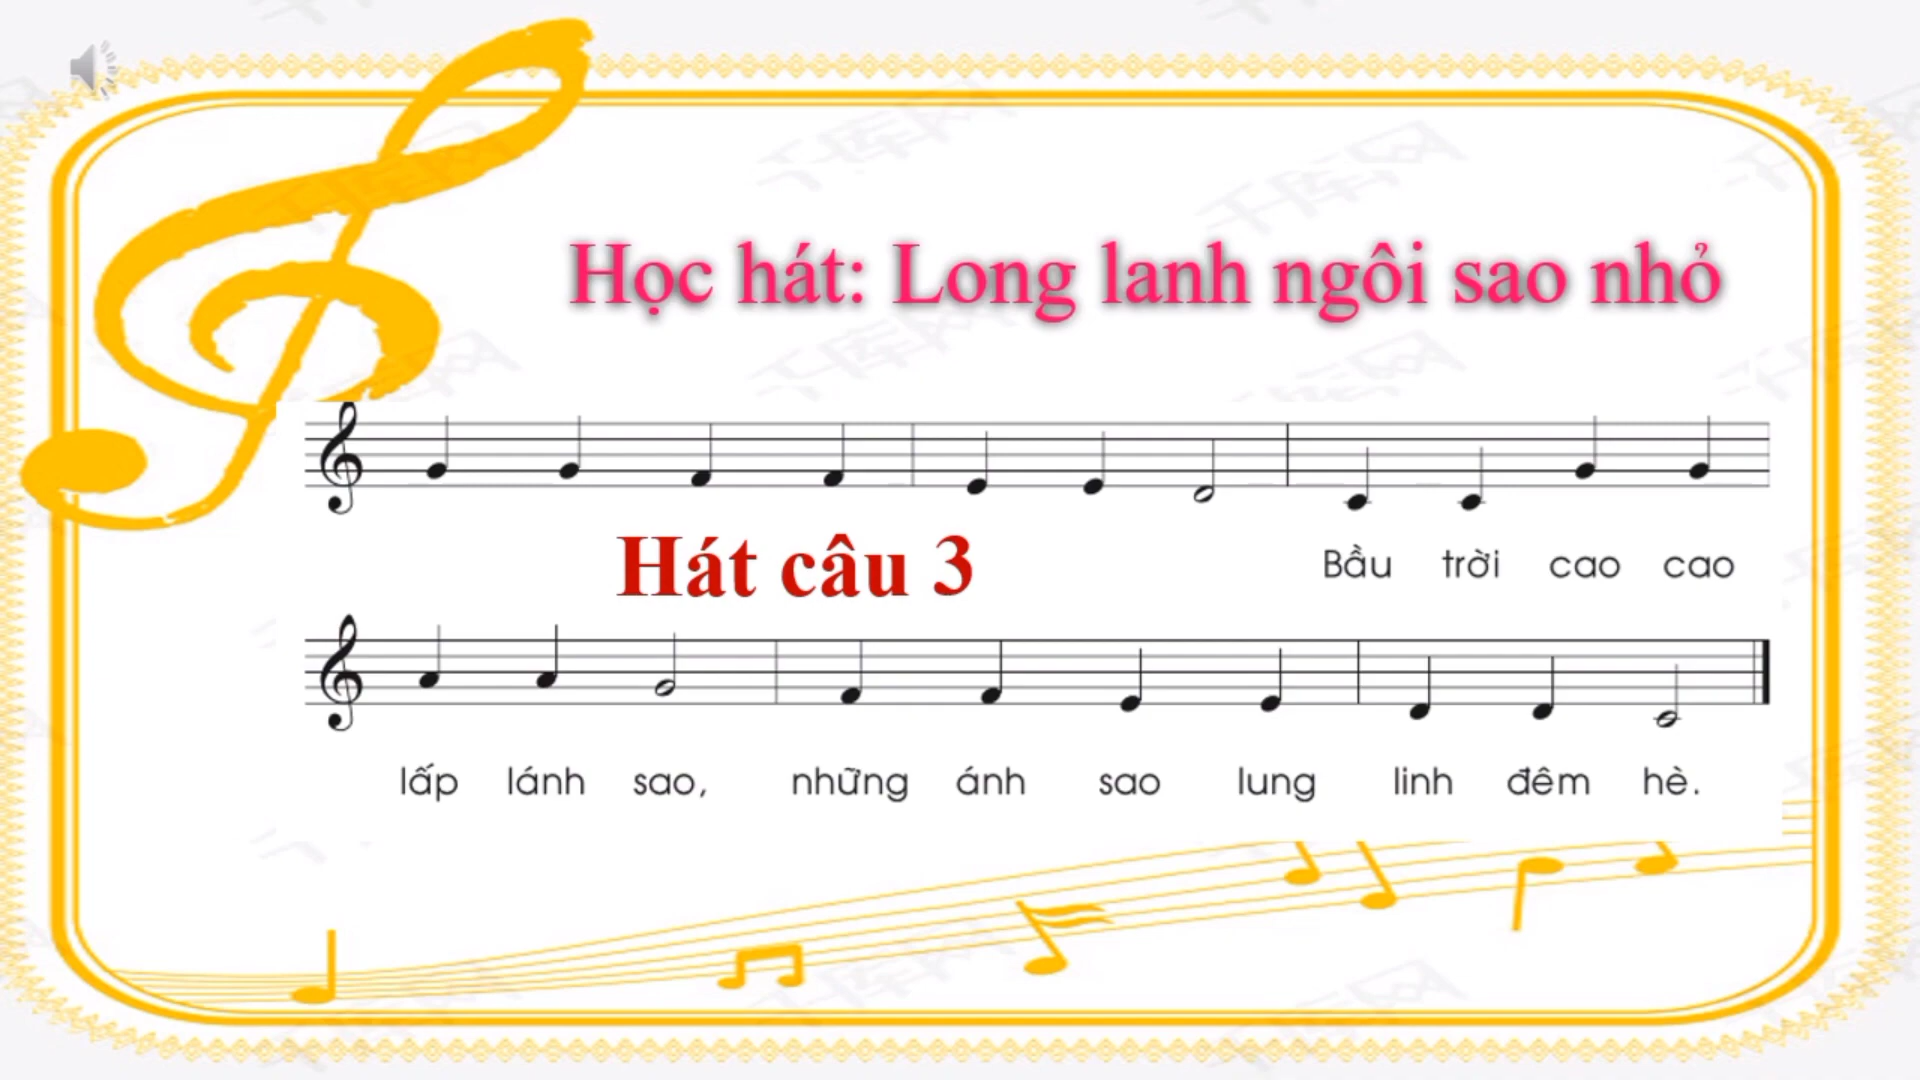 Học hát: Long lanh ngôi sao nhỏ
Hát câu 3
Bầu trời cao cao
lấp lánh sao, những ánh sao lung linh đêm hè.